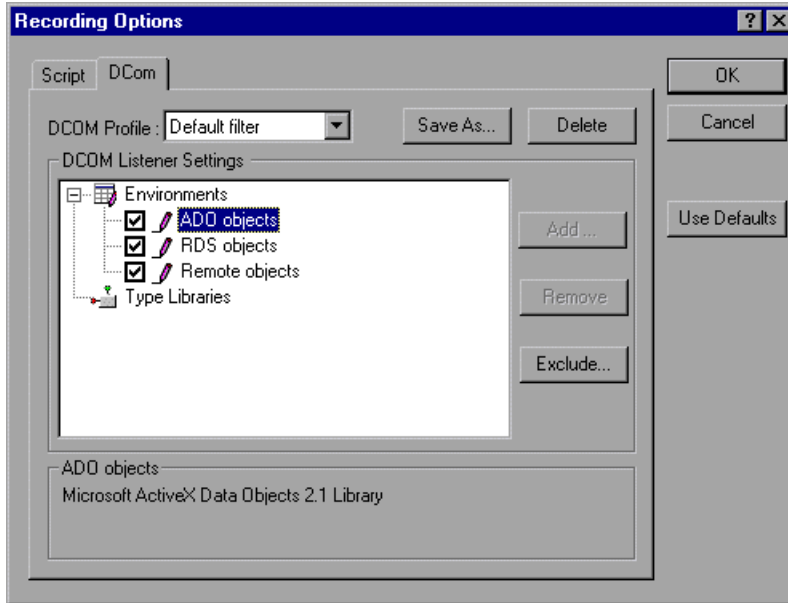 Recording Options
Script DCom
OK
DCOM Profile : Default filter Save As... Delete Cancel
DCOM Listener Settings
Environments
ADO objects
RDS objects
Remote objects
Type Libraries
Add ...
Remove
Exclude...
Use Defaults
ADO objects
Microsoft ActiveX Data Objects 2.1 Library